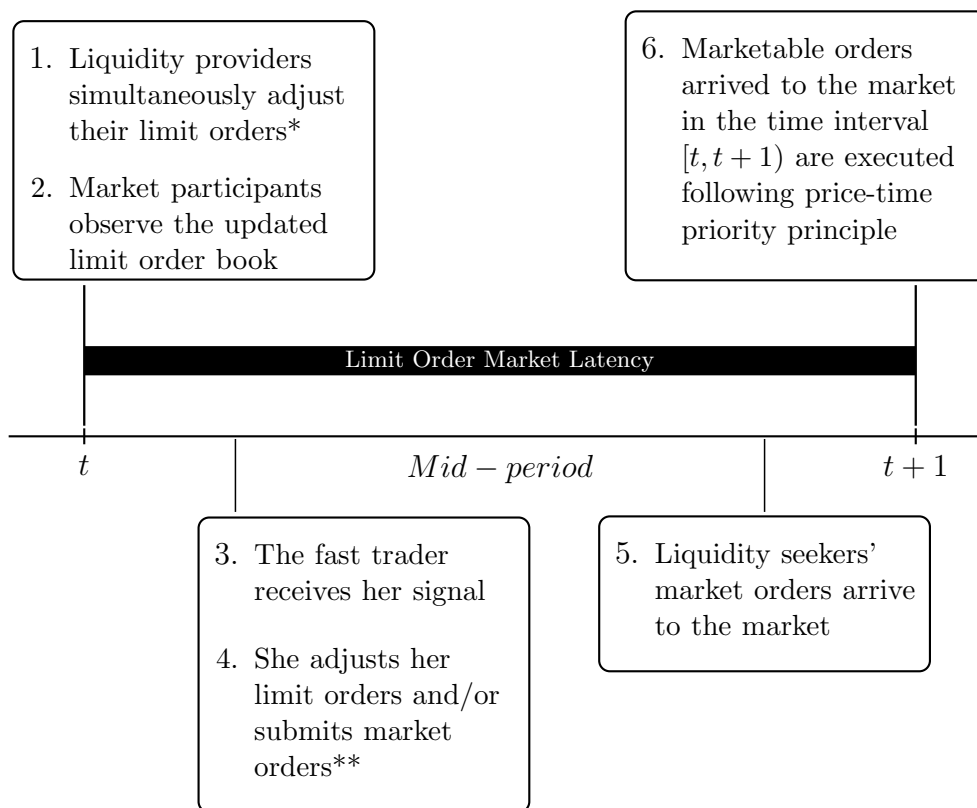 1. Liquidity providers
simultaneously adjust
their limit orders*
2. Market participants
observe the updated
limit order book
6. Marketable orders
arrived to the market
in the time interval
[t, t + 1) are executed
following price-time
priority principle
Limit Order Market Latency
t
Mid − period
t + 1
3. The fast trader
receives her signal
4. She adjusts her
limit orders and/or
submits market
orders**
5. Liquidity seekers’
market orders arrive
to the market